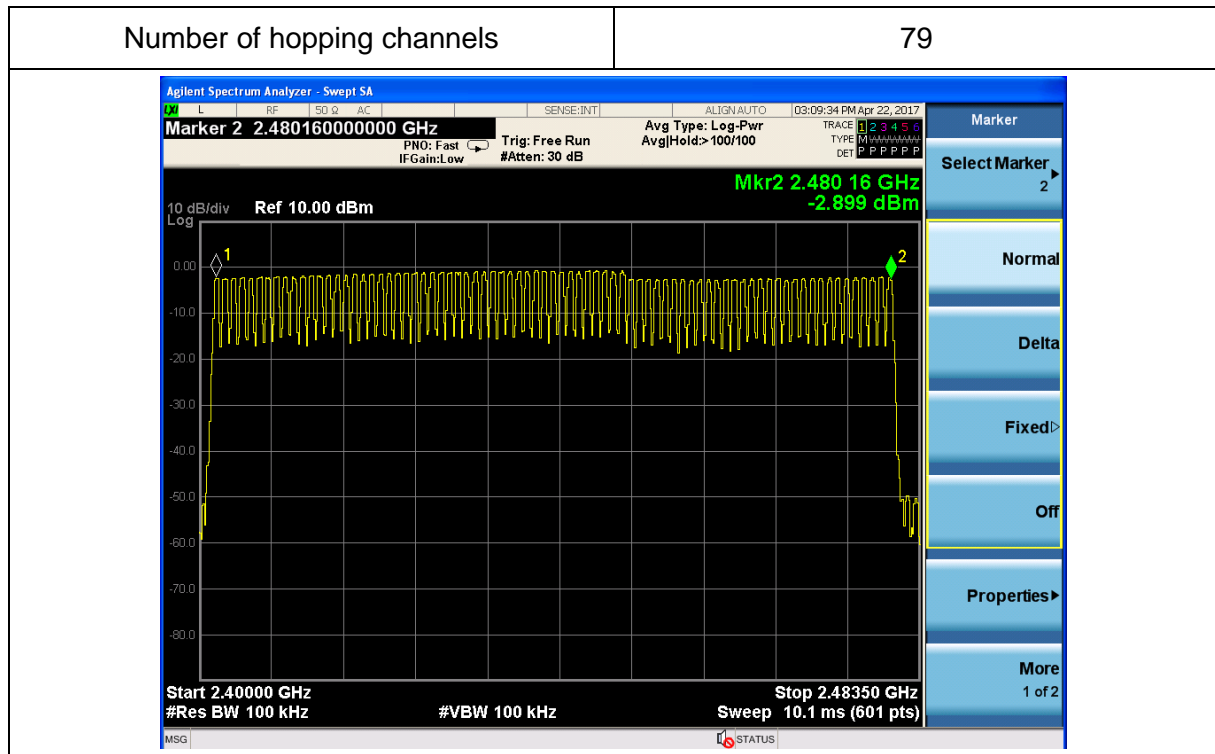 Number of hopping channels 79
Agilent Spectrum Analyzer - Swept SA
LXI L RF 50 Ω AC SENSE:INT ALIGN AUTO 03:09:34 PM Apr 22, 2017
Marker 2 2.480160000000 GHz
PNO: Fast
IFGain:Low
Trig: Free Run
#Atten: 30 dB
Avg Type: Log-Pwr
Avg|Hold:>100/100
TRACE 1 2 3 4 5 6
TYPE M
DET P P P P P P
Mkr2 2.480 16 GHz
-2.899 dBm
10 dB/div Ref 10.00 dBm
Log
1
2
0.00
-10.0
-20.0
-30.0
-40.0
-50.0
-60.0
-70.0
-80.0
Start 2.40000 GHz Stop 2.48350 GHz
#Res BW 100 kHz #VBW 100 kHz Sweep 10.1 ms (601 pts)
MSG STATUS
Marker
Select Marker
2
Normal
Delta
Fixed
Off
Properties
More
1 of 2